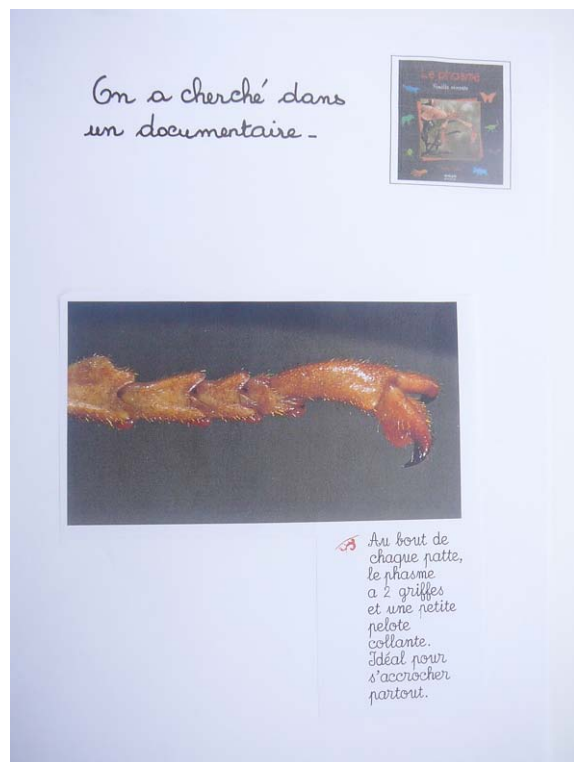 On a cherché dans
un documentaire -
Le phasme
Au bout de
chaque patte,
le phasme
a 2 griffes
et une petite
pelote
collante.
Idéal pour
s'accrocher
partout.